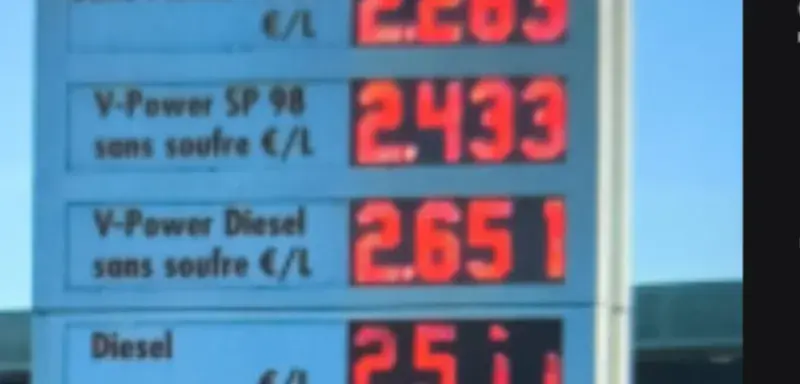 €/L
2.283
V-Power SP 98
sans soufre €/L 2.433
V-Power Diesel
sans soufre €/L 2.651
Diesel
€/L